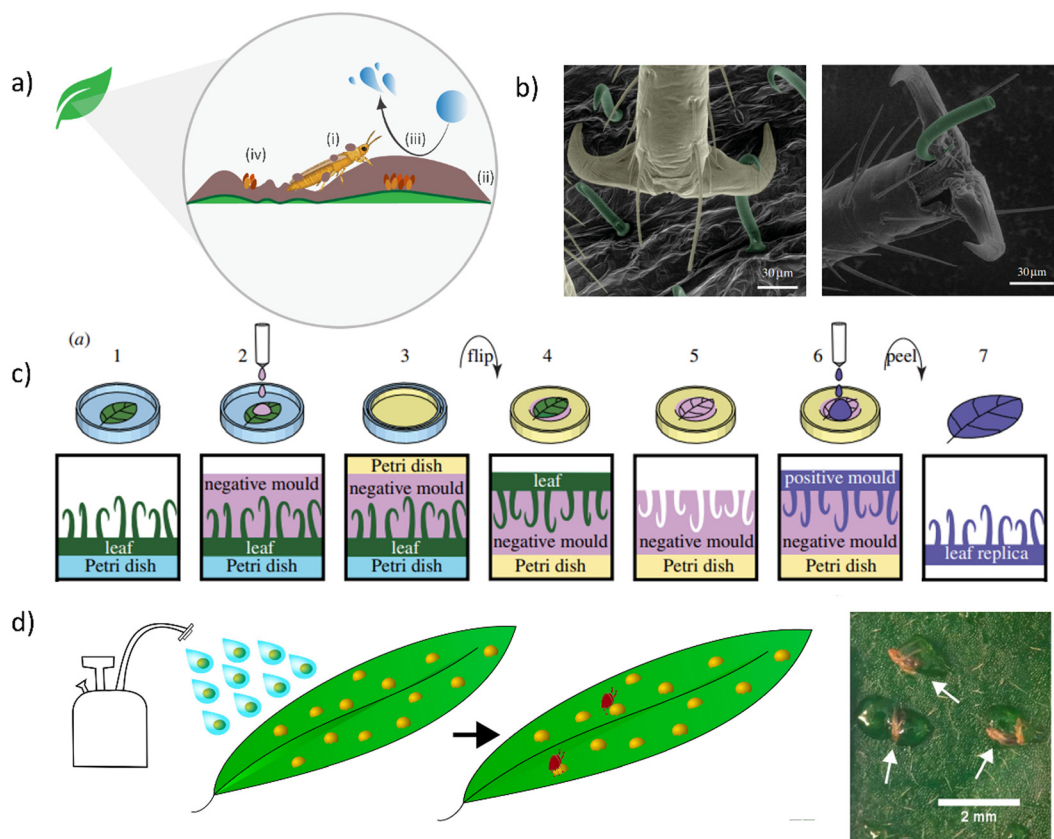 a)
(i)
(iii)
(iv)
(ii)
b)
30 µm
30 µm
c)
(a)
1
2
3
flip
4
5
6
peel
7
leaf
Petri dish
negative mould
leaf
Petri dish
Petri dish
negative mould
leaf
Petri dish
leaf
negative mould
Petri dish
negative mould
Petri dish
positive mould
negative mould
Petri dish
leaf replica
d)
2 mm